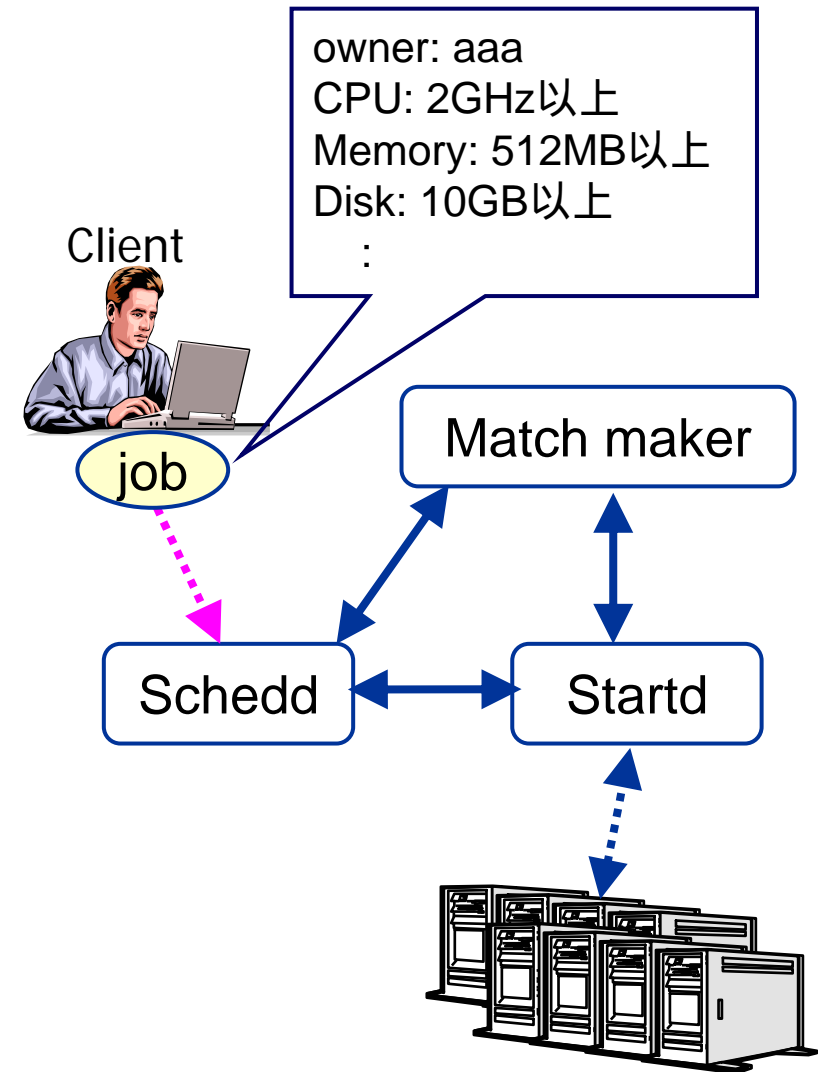 owner: aaa
CPU: 2GHz以上
Memory: 512MB以上
Disk: 10GB以上
:
Client
job
Match maker
Schedd
Startd